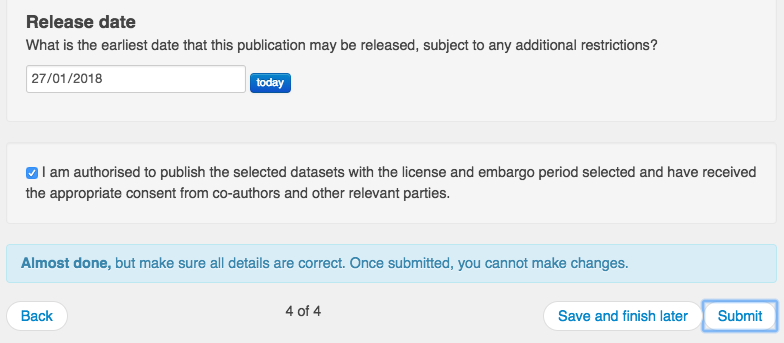 Release date
What is the earliest date that this publication may be released, subject to any additional restrictions?
27/01/2018 today
I am authorised to publish the selected datasets with the license and embargo period selected and have received
the appropriate consent from co-authors and other relevant parties.
Almost done, but make sure all details are correct. Once submitted, you cannot make changes.
Back 4 of 4 Save and finish later Submit